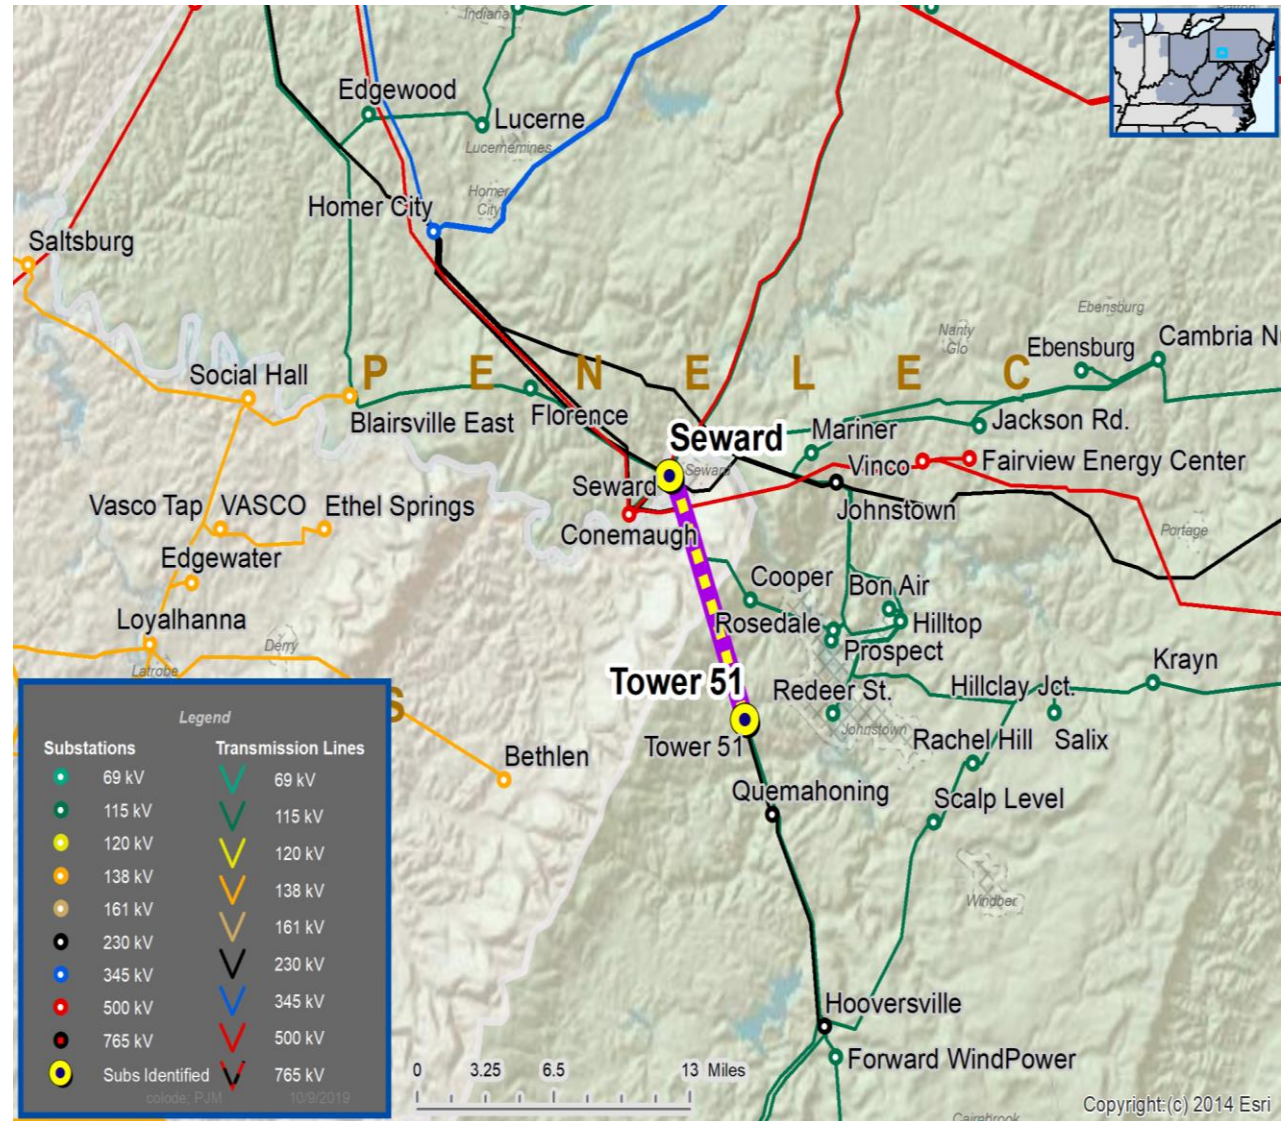 Indiana
Edgewood
Lucerne
Lucernemines
Homer City
Homer
City
Saltsburg
Ebensburg
Nanty
Glo
Ebensburg
Cambria
P E N E L E C
Social Hall
Blairsville East
Florence
Seward
Seward
Mariner
Jackson Rd.
Vinco
Fairview Energy Center
Seward
Conemaugh
Johnstown
Portage
Vasco Tap
VASCO
Ethel Springs
Edgewater
Loyalhanna
Derry
Latrobe
Cooper
Bon Air
Rosedale
Hilltop
Prospect
Krayn
Tower 51
Redeer St.
Hillclay Jct.
Johnstown
Tower 51
Rachel Hill
Salix
S
Bethlen
Quemahoning
Scalp Level
Windber
Hooversville
Forward WindPower
Legend
Substations Transmission Lines
69 kV 69 kV
115 kV 115 kV
120 kV 120 kV
138 kV 138 kV
161 kV 161 kV
230 kV 230 kV
345 kV 345 kV
500 kV 500 kV
765 kV 765 kV
Subs Identified
colode; PJM 10/9/2019
0 3.25 6.5 13 Miles
Copyright:(c) 2014 Esri
Cairnbrook